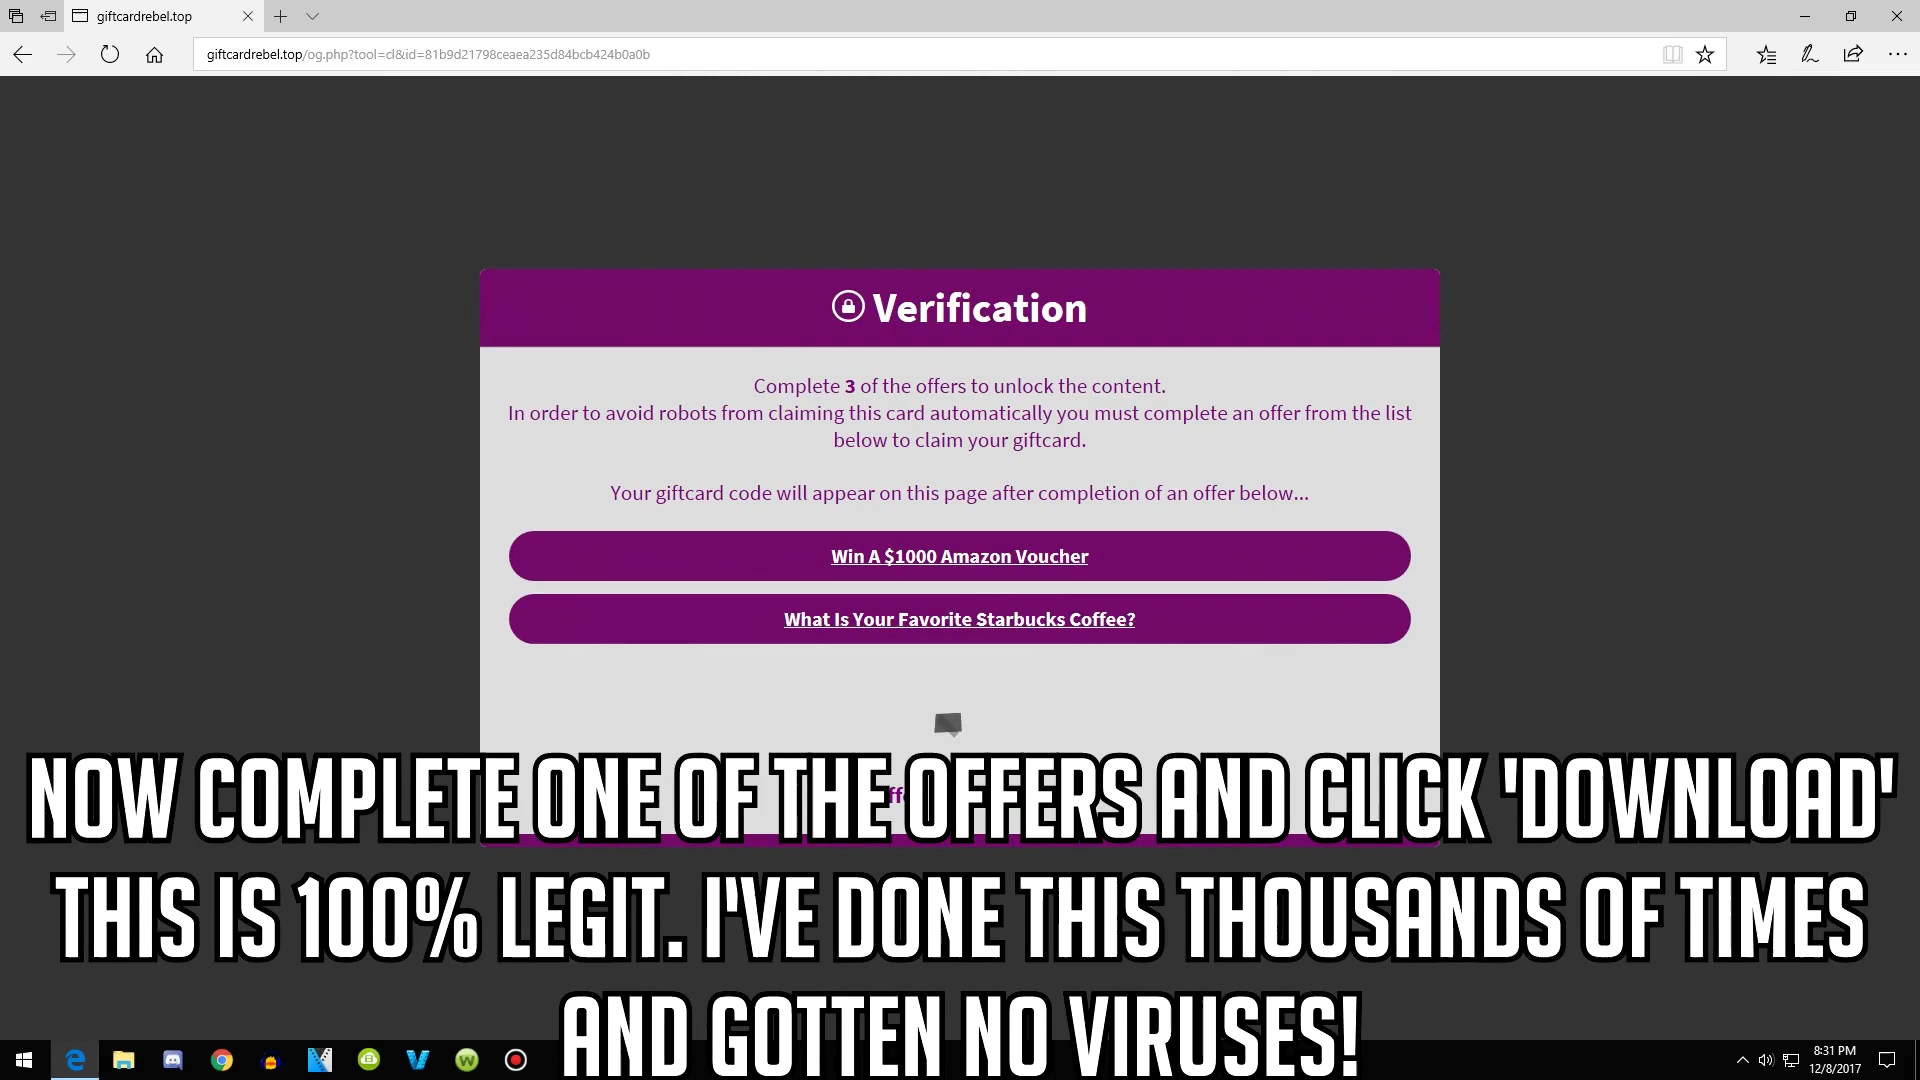 giftcardrebel.top
giftcardrebel.top/og.php?tool=cl&id=81b9d21798ceaea235d84bcb424b0a0b
Verification
Complete 3 of the offers to unlock the content.
In order to avoid robots from claiming this card automatically you must complete an offer from the list
below to claim your giftcard.
Your giftcard code will appear on this page after completion of an offer below...
Win A $1000 Amazon Voucher
What Is Your Favorite Starbucks Coffee?
NOW COMPLETE ONE OF THE OFFERS AND CLICK 'DOWNLOAD'
THIS IS 100% LEGIT. I'VE DONE THIS THOUSANDS OF TIMES
AND GOTTEN NO VIRUSES!
8:31 PM
12/8/2017